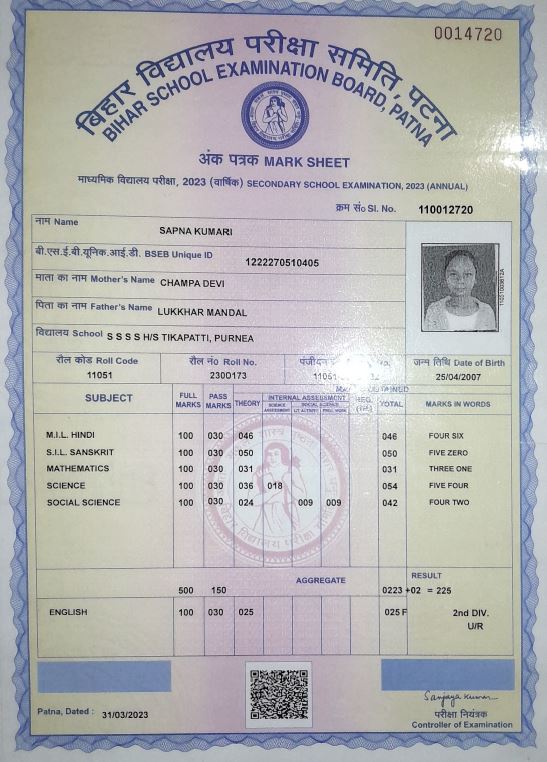 0014720
बिहार विद्यालय परीक्षा समिति, पटना
BIHAR SCHOOL EXAMINATION BOARD, PATNA
अंक पत्रक MARK SHEET
माध्यमिक विद्यालय परीक्षा, 2023 (वार्षिक) SECONDARY SCHOOL EXAMINATION, 2023 (ANNUAL)
क्रम सं० Sl. No. 110012720
नाम Name SAPNA KUMARI
बी.एस.ई.बी.यूनिक.आई.डी. BSEB Unique ID 1222270510405
माता का नाम Mother's Name CHAMPA DEVI
पिता का नाम Father's Name LUKKHAR MANDAL
विद्यालय School S S S S H/S TIKAPATTI, PURNEA
रौल कोड Roll Code रौल नं० Roll No. जन्म तिथि Date of Birth
11051 2300173 25/04/2007
SUBJECT FULL MARKS PASS MARKS THEORY INTERNAL ASSESSMENT TOTAL MARKS IN WORDS
SCIENCE ASSESSMENT SOCIAL SCIENCE
M.I.L. HINDI 100 030 046 046 FOUR SIX
S.I.L. SANSKRIT 100 030 050 050 FIVE ZERO
MATHEMATICS 100 030 031 031 THREE ONE
SCIENCE 100 030 036 018 054 FIVE FOUR
SOCIAL SCIENCE 100 030 024 009 009 042 FOUR TWO
AGGREGATE RESULT
500 150 0223 +02 = 225
ENGLISH 100 030 025 025 F 2nd DIV.
U/R
Sanjaya Kumar
Patna, Dated : 31/03/2023
परीक्षा नियंत्रक
Controller of Examination